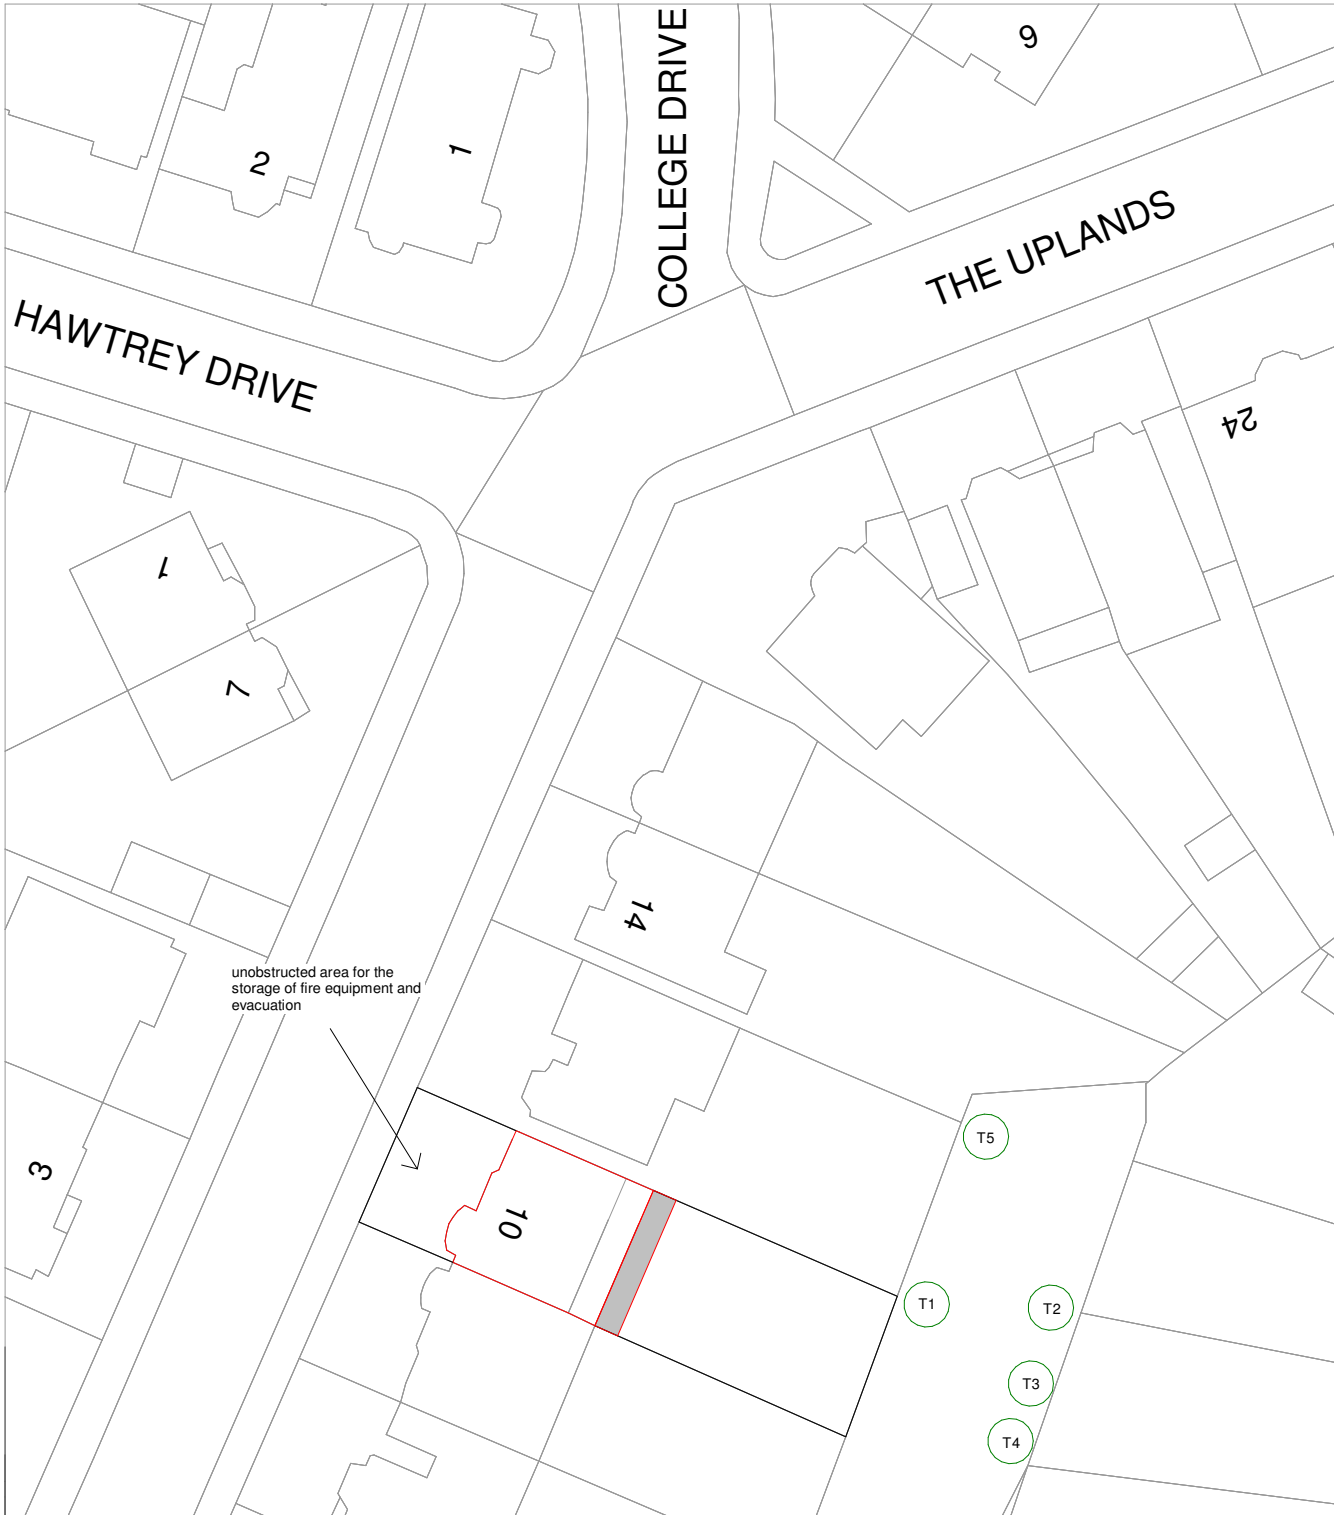 9
COLLEGE DRIVE
2
1
THE UPLANDS
HAWTREY DRIVE
24
1
7
14
unobstructed area for the
storage of fire equipment and
evacuation
T5
3
10
T1
T2
T3
T4